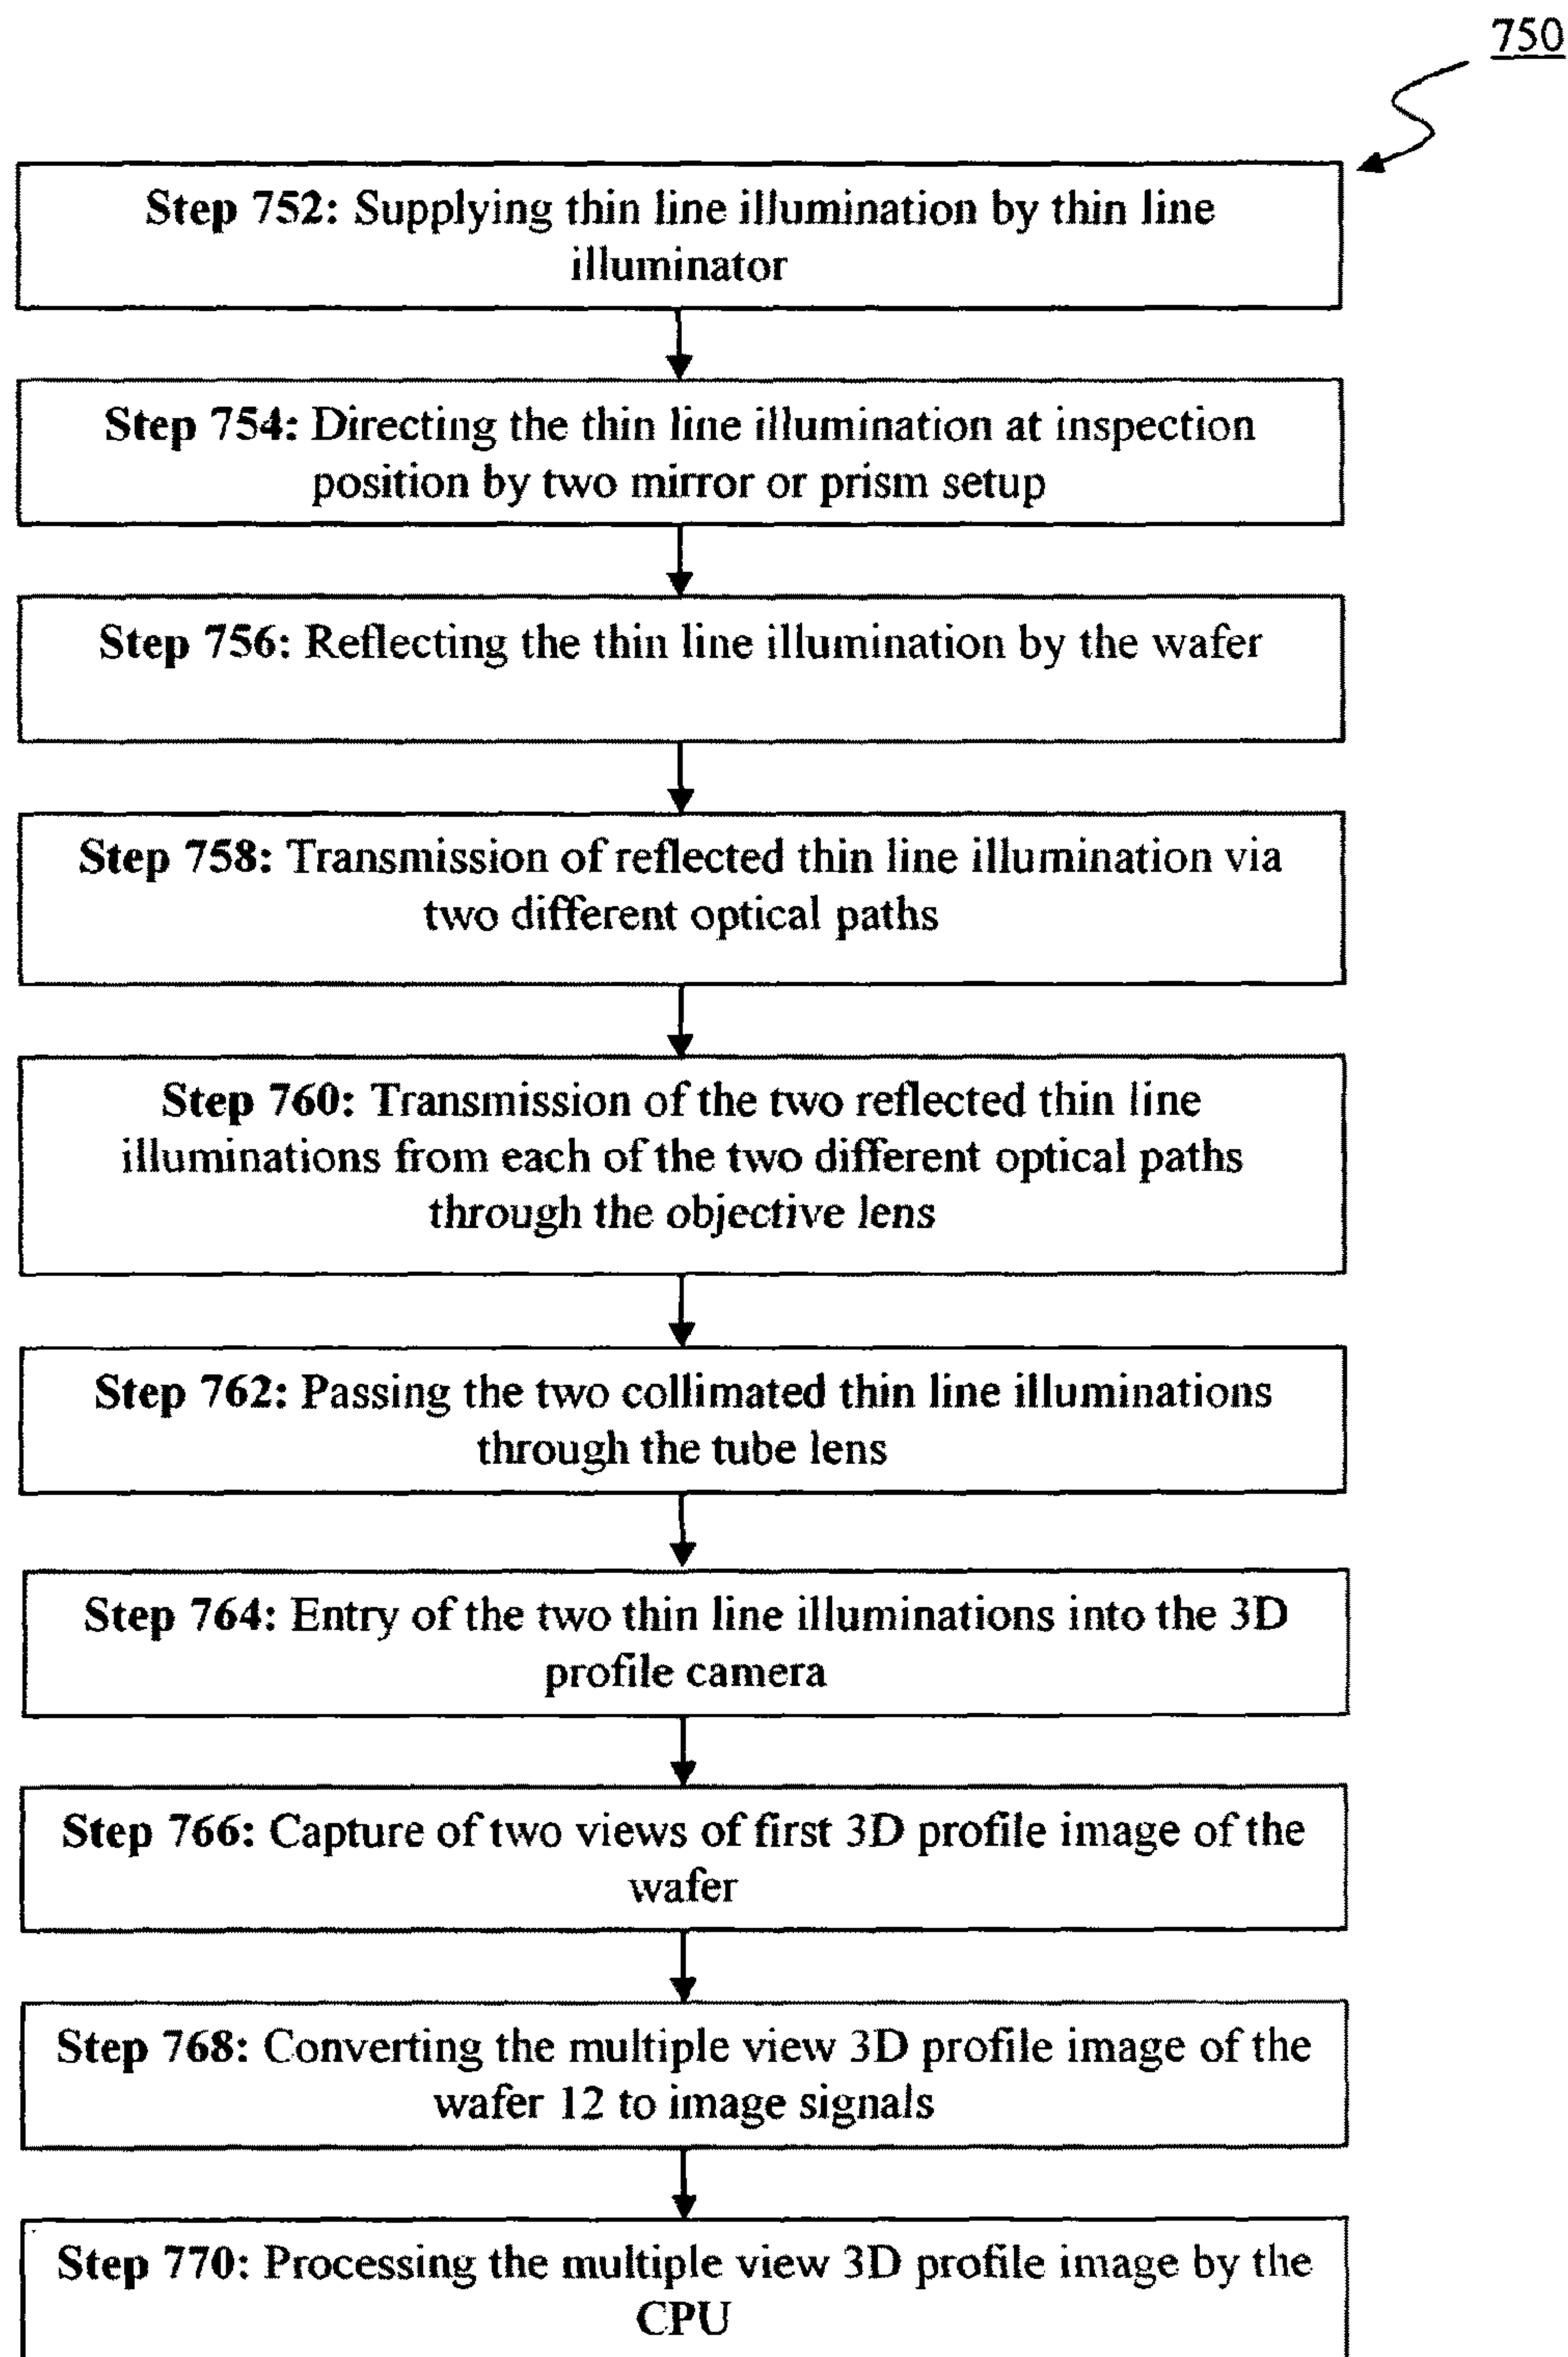 750
Step 752: Supplying thin line illumination by thin line
illuminator
Step 754: Directing the thin line illumination at inspection
position by two mirror or prism setup
Step 756: Reflecting the thin line illumination by the wafer
Step 758: Transmission of reflected thin line illumination via
two different optical paths
Step 760: Transmission of the two reflected thin line
illuminations from each of the two different optical paths
through the objective lens
Step 762: Passing the two collimated thin line illuminations
through the tube lens
Step 764: Entry of the two thin line illuminations into the 3D
profile camera
Step 766: Capture of two views of first 3D profile image of the
wafer
Step 768: Converting the multiple view 3D profile image of the
wafer 12 to image signals
Step 770: Processing the multiple view 3D profile image by the
CPU